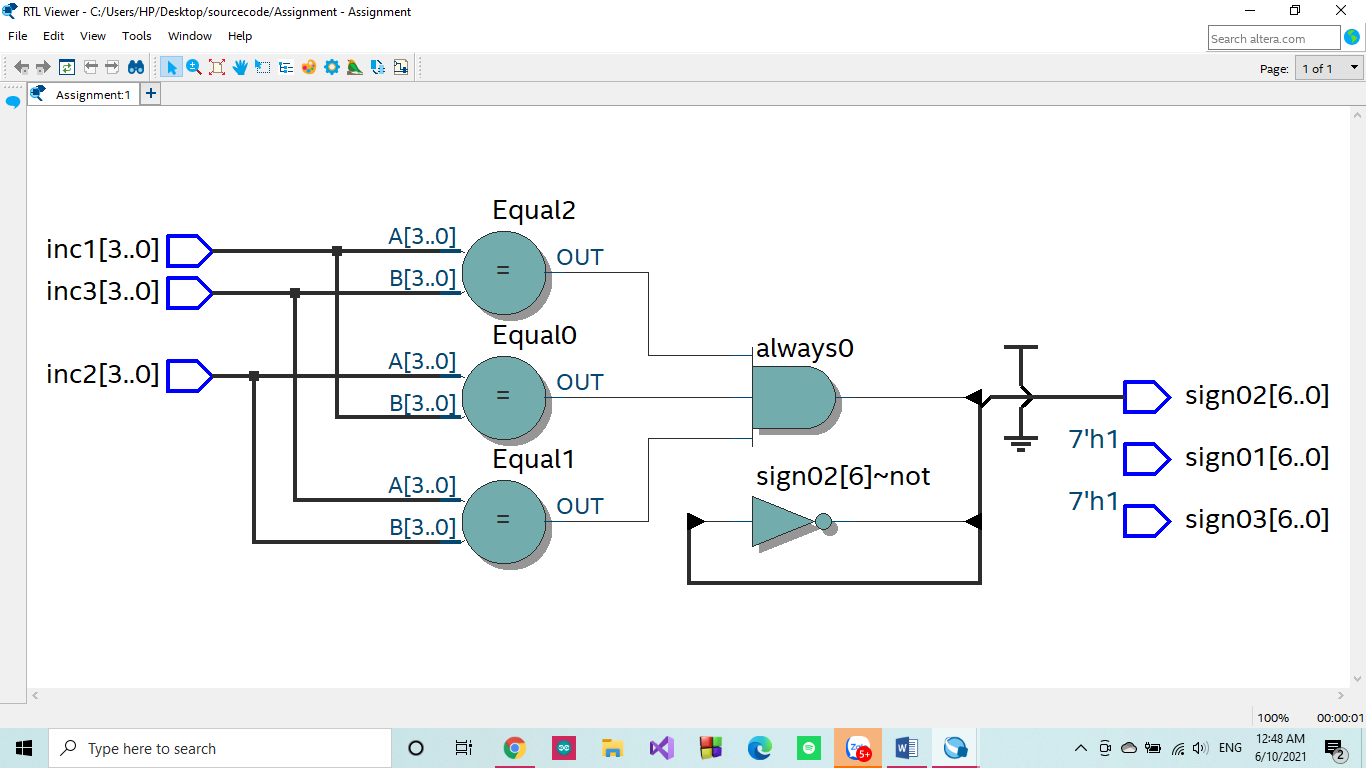 RTL Viewer - C:/Users/HP/Desktop/sourcecode/Assignment - Assignment
File Edit View Tools Window Help
Search altera.com
Page: 1 of 1
Assignment:1
Equal2
inc1[3..0]
A[3..0]
=
OUT
inc3[3..0]
B[3..0]
Equal0
inc2[3..0]
A[3..0]
=
OUT
B[3..0]
always0
sign02[6..0]
Equal1
7'h1
sign01[6..0]
A[3..0]
=
OUT
B[3..0]
sign02[6]~not
7'h1
sign03[6..0]
100% 00:00:01
Type here to search
5+
ENG
12:48 AM
6/10/2021
2